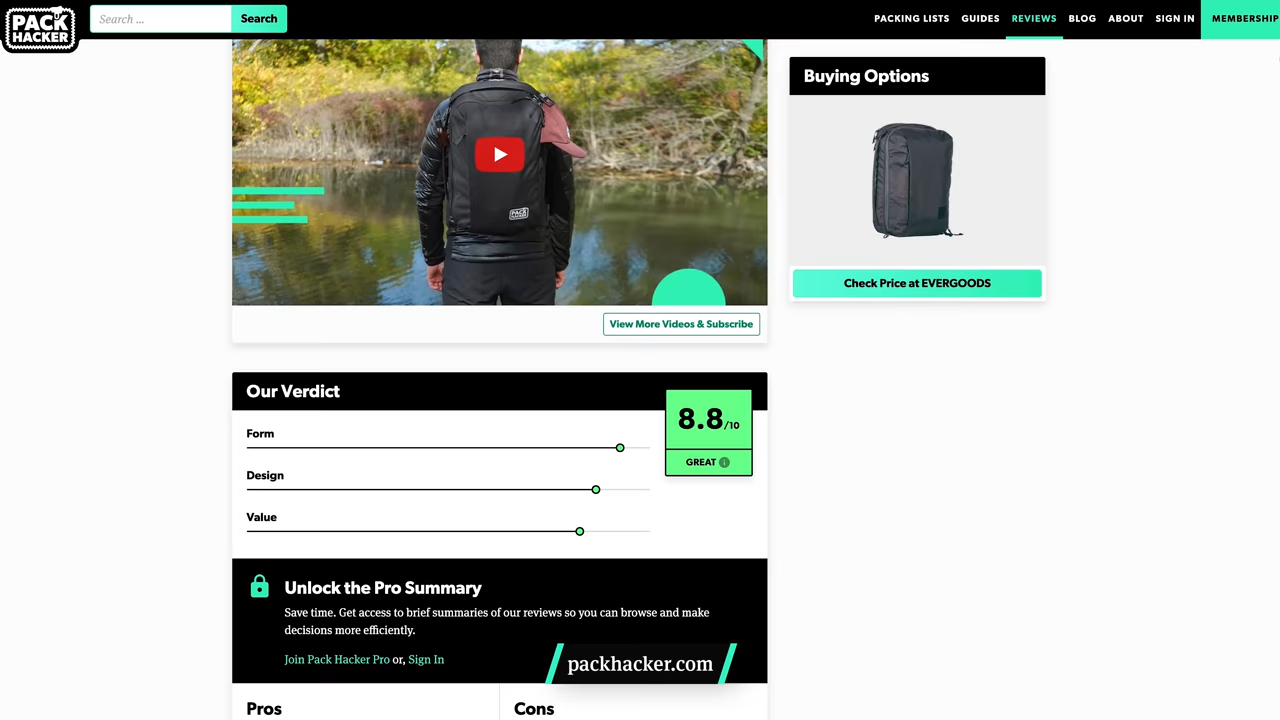 PACK
HACKER
Search ...
Search
PACKING LISTS
GUIDES
REVIEWS
BLOG
ABOUT
SIGN IN
MEMBERSHIP
Buying Options
PACK
HACKER
Check Price at EVERGOODS
View More Videos & Subscribe
Our Verdict
8.8/10
GREAT
Form
Design
Value
Unlock the Pro Summary
Save time. Get access to brief summaries of our reviews so you can browse and make
decisions more efficiently.
Join Pack Hacker Pro or, Sign In
packhacker.com
Pros
Cons